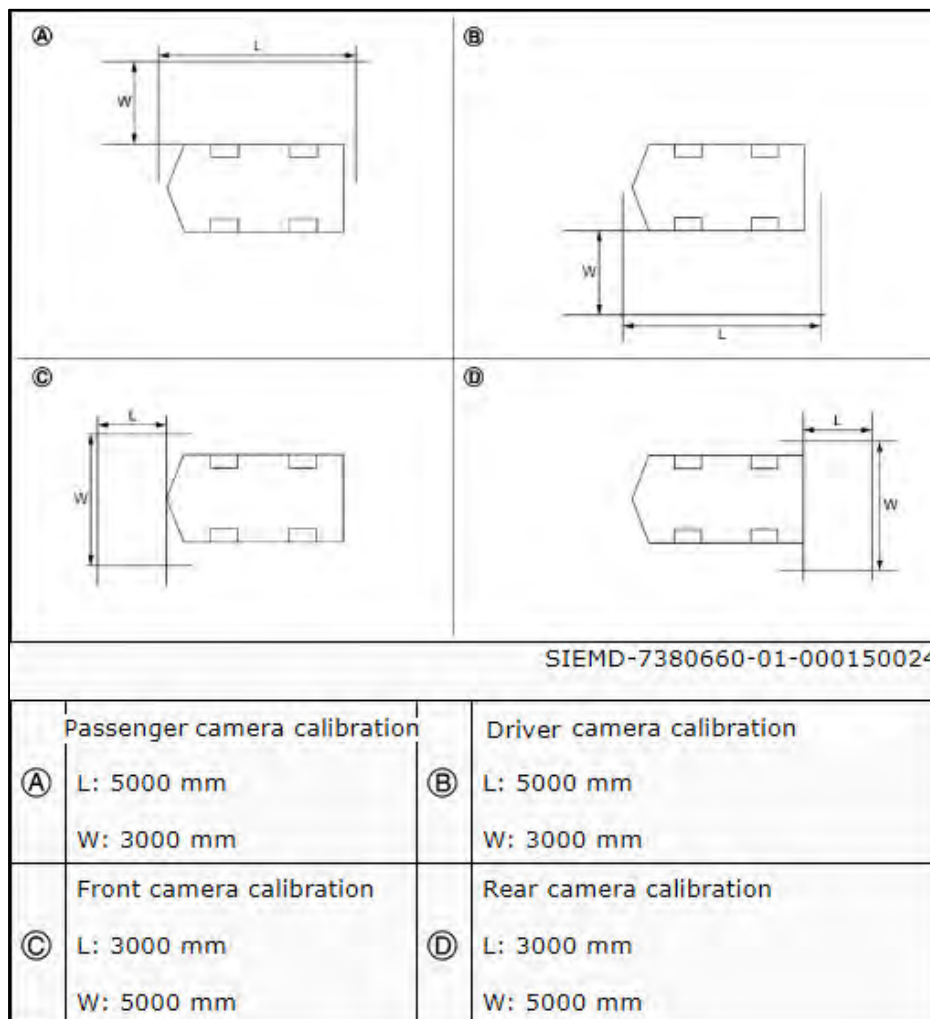 Ⓐ
L
W
Ⓑ
W
L
Ⓒ
L
W
Ⓓ
L
W
SIEMD-7380660-01-000150024
Passenger camera calibration
Ⓐ
L: 5000 mm
W: 3000 mm
Driver camera calibration
Ⓑ
L: 5000 mm
W: 3000 mm
Front camera calibration
Ⓒ
L: 3000 mm
W: 5000 mm
Rear camera calibration
Ⓓ
L: 3000 mm
W: 5000 mm